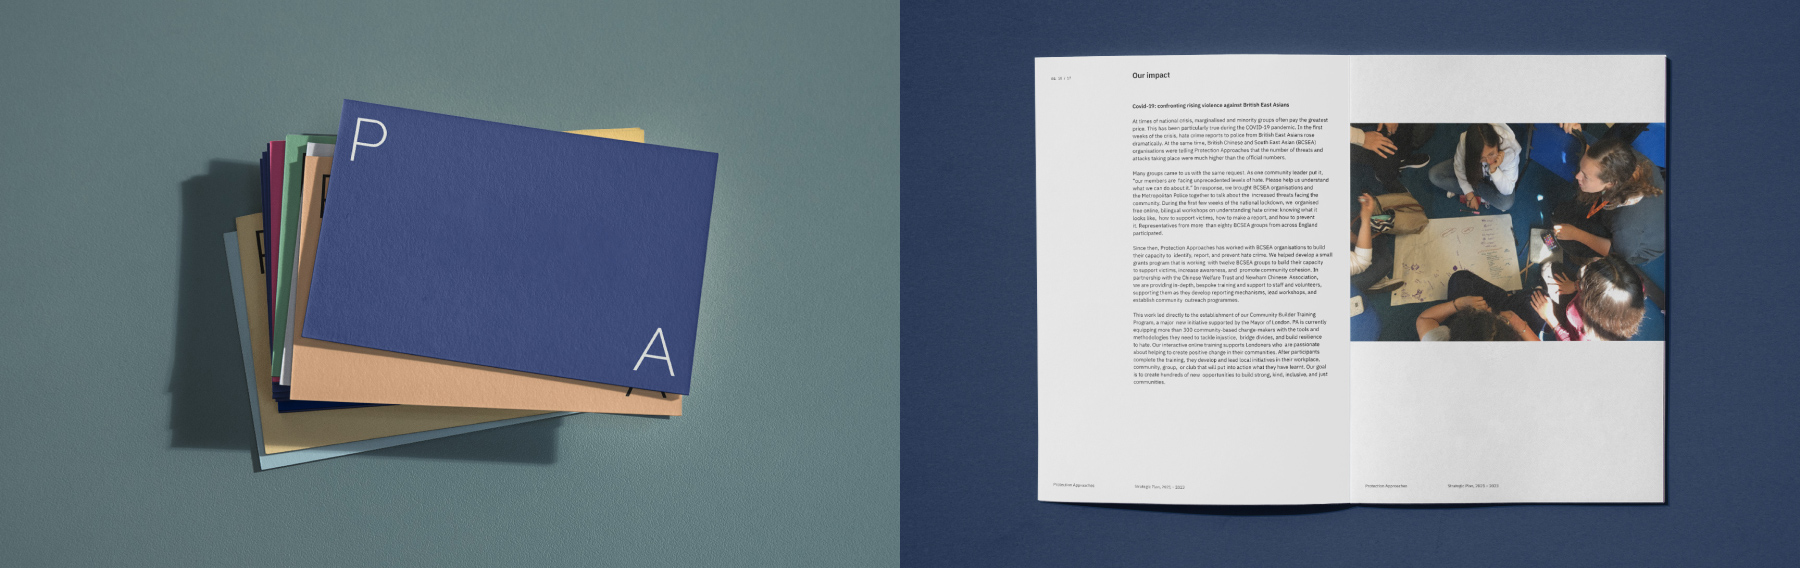 P
A
Our impact
Covid-19: confronting rising violence against British East Asians
At times of national crisis, marginalised and minority groups often pay the greatest
price. This has been particularly true during the COVID-19 pandemic. In the first
weeks of the crisis, hate crime reports to police from British East Asians rose
dramatically. At the same time, British Chinese and South East Asian (BCSEA)
organisations were telling Protection Approaches that the number of threats and
attacks taking place were much higher than the official numbers.
Many groups came to us with the same request. As one community leader put it,
"our members are facing unprecedented levels of hate. Please help us understand
what we can do about it." In response, we brought BCSEA organisations and
the Metropolitan Police together to talk about the increased threats facing the
community. During the first few weeks of the national lockdown, we organised
free online, bilingual workshops on understanding hate crime: knowing what it
looks like, how to support victims, how to make a report, and how to prevent
it. Representatives from more than eighty BCSEA groups from across England
participated.
Since then, Protection Approaches has worked with BCSEA organisations to build
their capacity to identify, report, and prevent hate crime. We helped develop a small
grants program that is working with twelve BCSEA groups to build their capacity
to support victims, increase awareness, and promote community cohesion. In
partnership with the Chinese Welfare Trust and Newham Chinese Association,
we are providing in-depth, bespoke training and support to staff and volunteers,
supporting them as they develop reporting mechanisms, lead workshops, and
establish community outreach programmes.
This work led directly to the establishment of our Community Builder Training
Program, a major new initiative supported by the Mayor of London. PA is currently
equipping more than 300 community-based change-makers with the tools and
methodologies they need to tackle injustice, bridge divides, and build resilience
to hate. Our interactive online training supports Londoners who are passionate
about helping to create positive change in their communities. After participants
complete the training, they develop and lead local initiatives in their workplace,
community, group, or club that will put into action what they have learnt. Our goal
is to create hundreds of new opportunities to build strong, kind, inclusive, and just
communities.
Protection Approaches
Strategic Plan, 2021 – 2023
Protection Approaches
Strategic Plan, 2021 – 2023